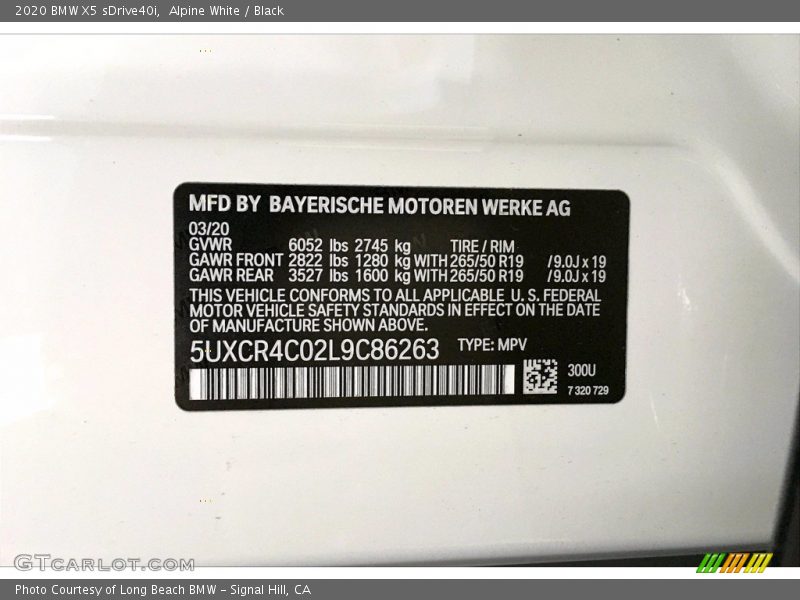 2020 BMW X5 sDrive40i,  Alpine White / Black
MFD BY BAYERISCHE MOTOREN WERKE AG
03/20
GVWR 6052 lbs 2745 kg TIRE / RIM
GAWR FRONT 2822 lbs 1280 kg WITH 265/50 R19 /9.0J x 19
GAWR REAR 3527 lbs 1600 kg WITH 265/50 R19 /9.0J x 19
THIS VEHICLE CONFORMS TO ALL APPLICABLE U. S. FEDERAL
MOTOR VEHICLE SAFETY STANDARDS IN EFFECT ON THE DATE
OF MANUFACTURE SHOWN ABOVE.
5UXCR4C02L9C86263 TYPE: MPV
300U
7 320 729
GTcarlot.com
Photo Courtesy of Long Beach BMW – Signal Hill, CA